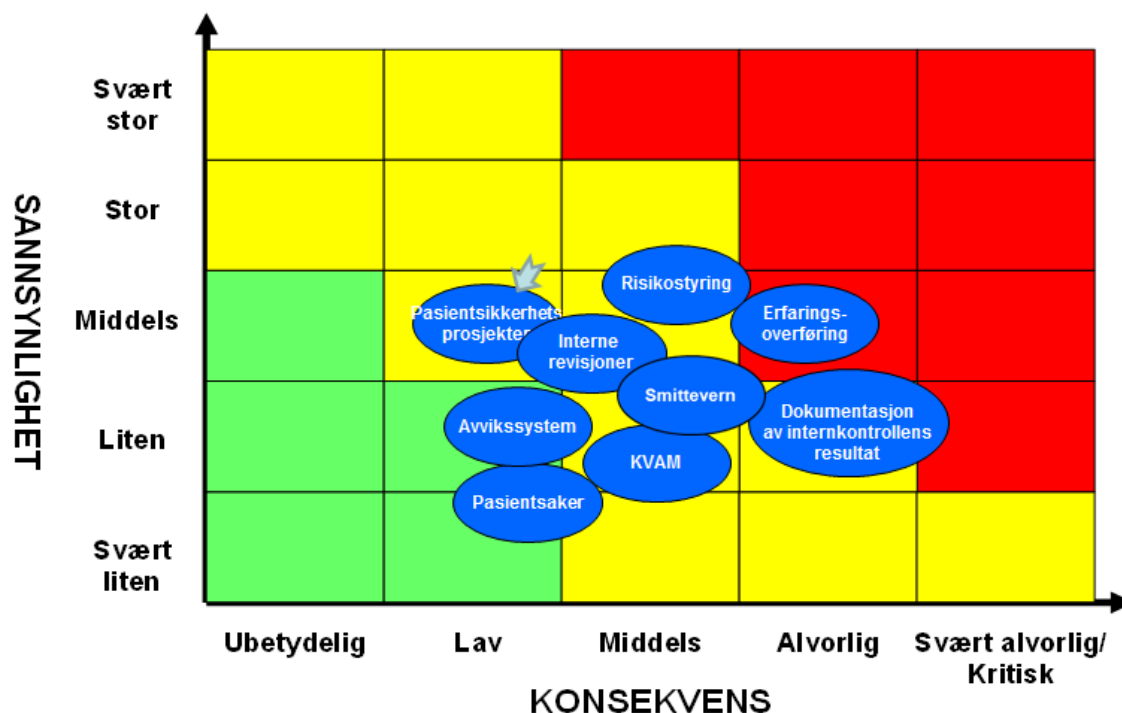 Svært
stor
Stor
SANNSYNLIGHET
Middels
Liten
Svært
liten
Risikostyring
Pasientsikkerhets
prosjekter
Erfarings-
overføring
Interne
revisjoner
Smittevern
Avvikssystem
Dokumentasjon
av internkontrollens
resultat
KVAM
Pasientsaker
Ubetydelig
Lav
Middels
Alvorlig
Svært alvorlig/
Kritisk
KONSEKVENS